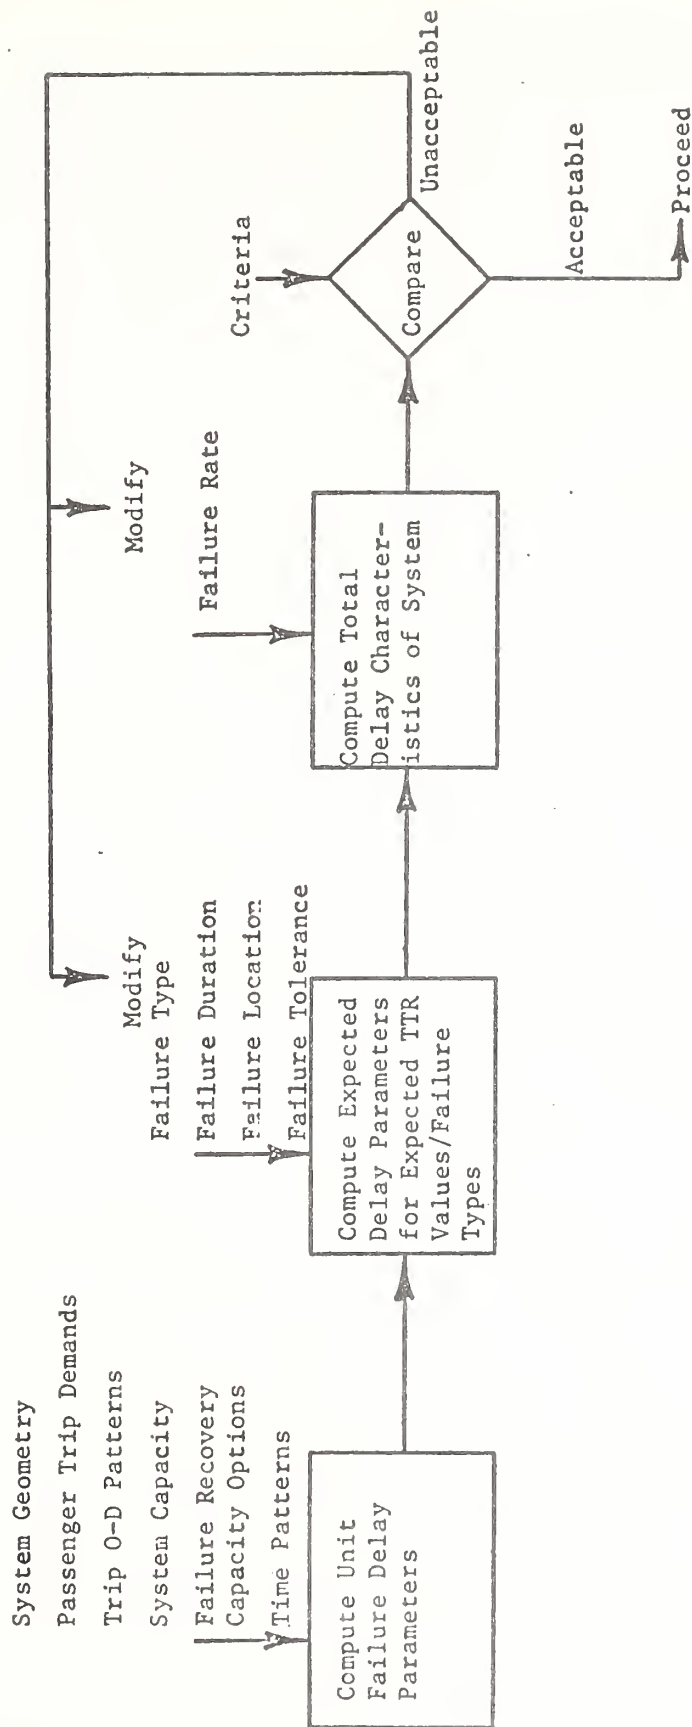 System Geometry
Passenger Trip Demands
Trip O-D Patterns
System Capacity
Failure Recovery
Capacity Options
Time Patterns
Compute Unit
Failure Delay
Parameters
Modify
Failure Type
Failure Duration
Failure Location
Failure Tolerance
Compute Expected
Delay Parameters
for Expected TTR
Values/Failure
Types
Modify
Failure Rate
Compute Total
Delay Character-
istics of System
Criteria
Compare
Unacceptable
Acceptable
Proceed